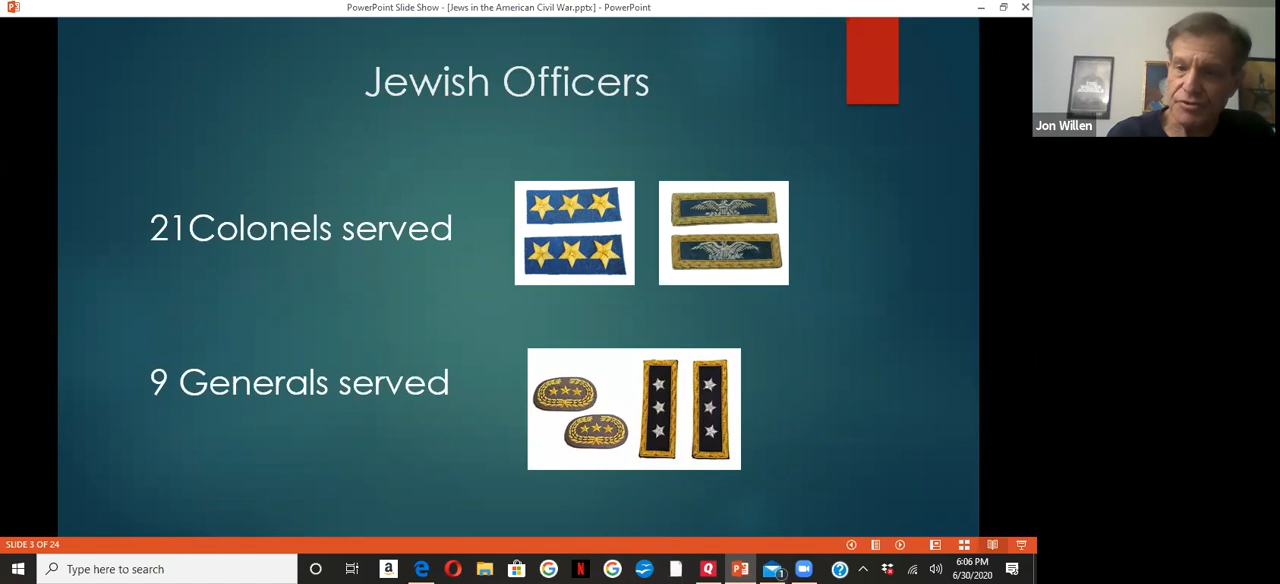 PowerPoint Slide Show - [Jews in the American Civil War.pptx] - PowerPoint
Jewish Officers
Jon Willen
21Colonels served
9 Generals served
SLIDE 3 OF 24
Type here to search
6:06 PM
6/30/2020